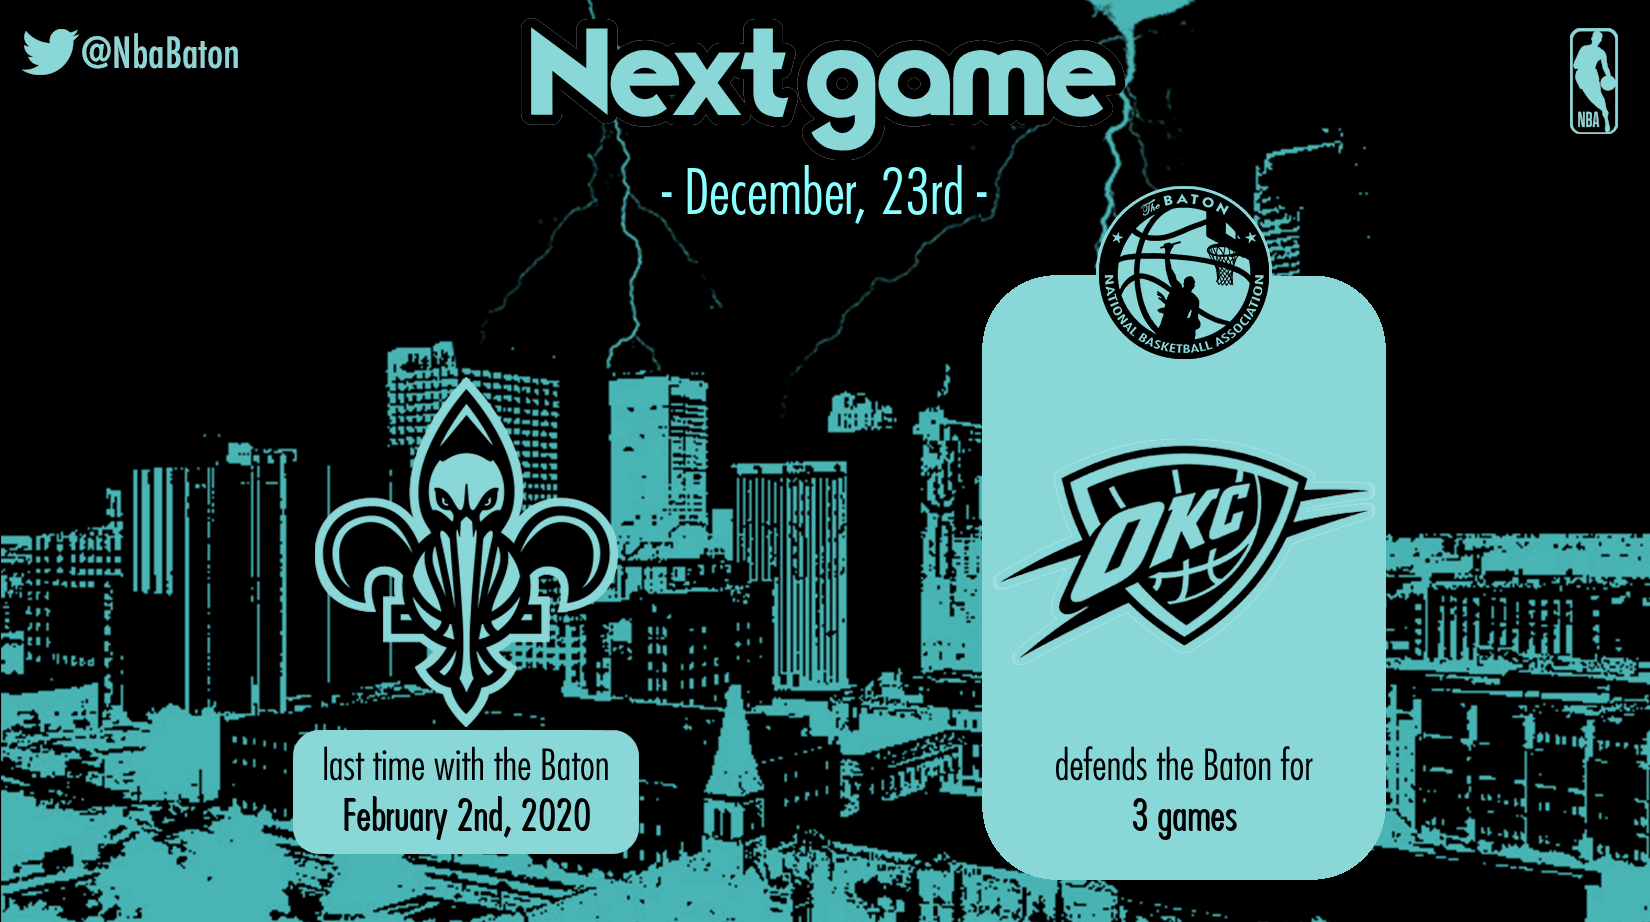 @NbaBaton
Next game
NBA
- December, 23rd -
The BATON
NATIONAL BASKETBALL ASSOCIATION
OKC
last time with the Baton
February 2nd, 2020
defends the Baton for
3 games